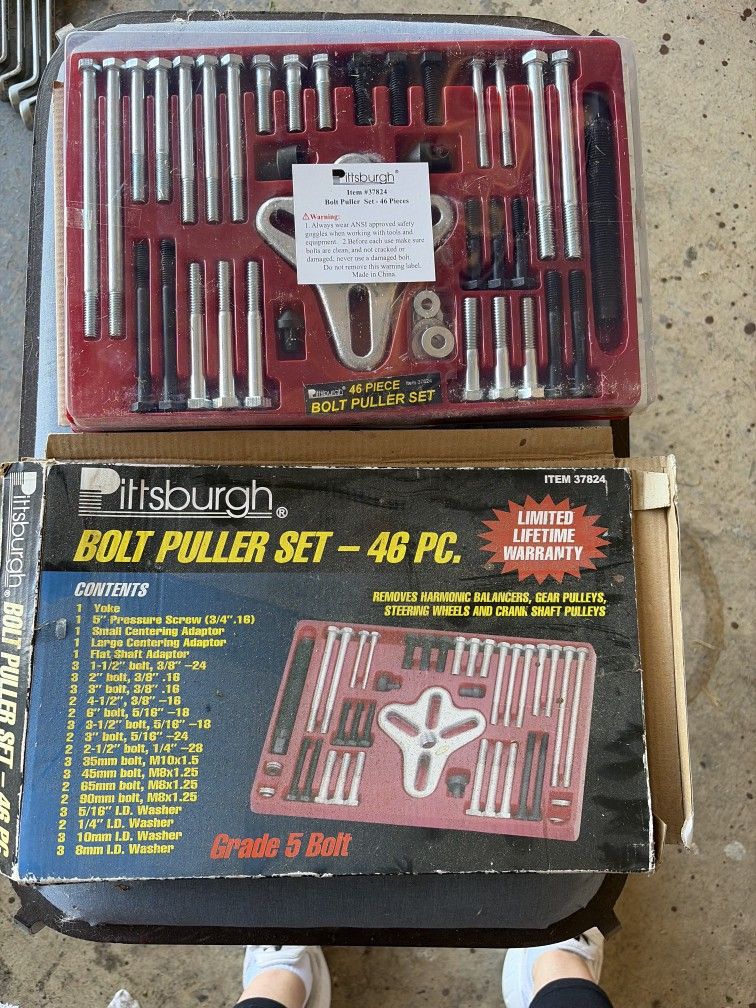 Pittsburgh®
Item #37824
Bolt Puller Set - 46 Pieces
⚠Warning:
1. Always wear ANSI approved safety
goggles when working with tools and
equipment. 2.Before each use make sure
bolts are clean, and not cracked or
damaged; never use a damaged bolt.
Do not remove this warning label.
Made in China.
Pittsburgh® 46 PIECE Item 37824
BOLT PULLER SET
ITEM 37824
Pittsburgh®
BOLT PULLER SET – 46 PC.
LIMITED
LIFETIME
WARRANTY
CONTENTS
REMOVES HARMONIC BALANCERS, GEAR PULLEYS,
STEERING WHEELS AND CRANK SHAFT PULLEYS
1 Yoke
1 5" Pressure Screw (3/4".16)
1 Small Centering Adaptor
1 Large Centering Adaptor
1 Flat Shaft Adaptor
3 1-1/2" bolt, 3/8" -24
3 2" bolt, 3/8" .16
3 3" bolt, 3/8" .16
2 4-1/2", 3/8" -16
2 6" bolt, 5/16" -18
3 3-1/2" bolt, 5/16" -18
2 3" bolt, 5/16" -24
2 2-1/2" bolt, 1/4" -28
3 35mm bolt, M10x1.5
3 45mm bolt, M8x1.25
2 65mm bolt, M8x1.25
2 90mm bolt, M8x1.25
3 5/16" I.D. Washer
2 1/4" I.D. Washer
3 10mm I.D. Washer
3 8mm I.D. Washer
Grade 5 Bolt
Pittsburgh®
BOLT PULLER SET – 46 PC